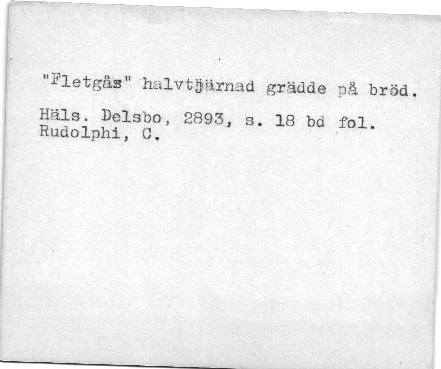 "Fletgås" halvtjärnad grädde på bröd.
Häls. Delsbo, 2893, s. 18 bd fol.
Rudolphi, C.